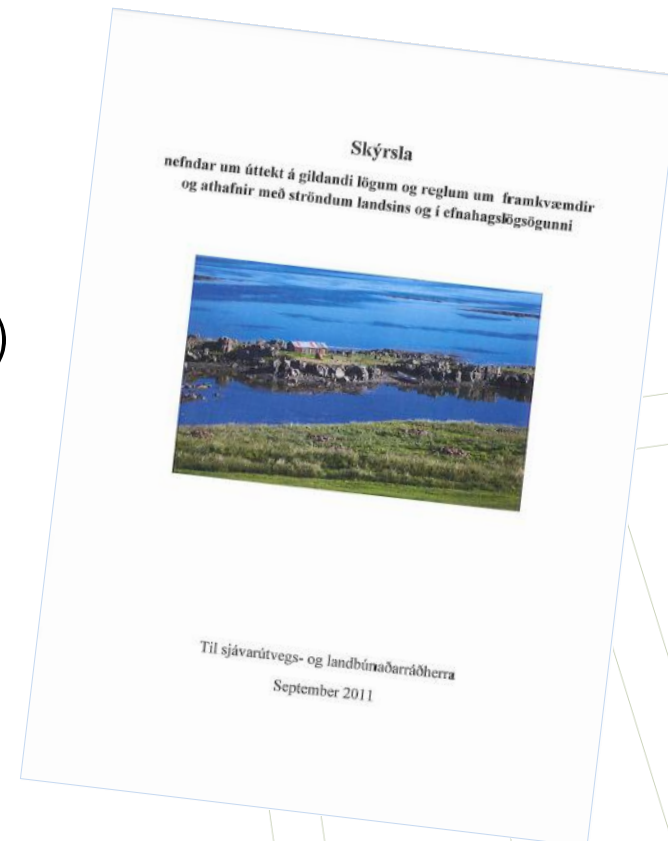 )
Skýrsla
nefndar um úttekt á gildandi lögum og reglum um framkvæmdir
og athafnir með ströndum landsins og í efnahagslögsögunni
Til sjávarútvegs- og landbúnaðarráðherra
September 2011